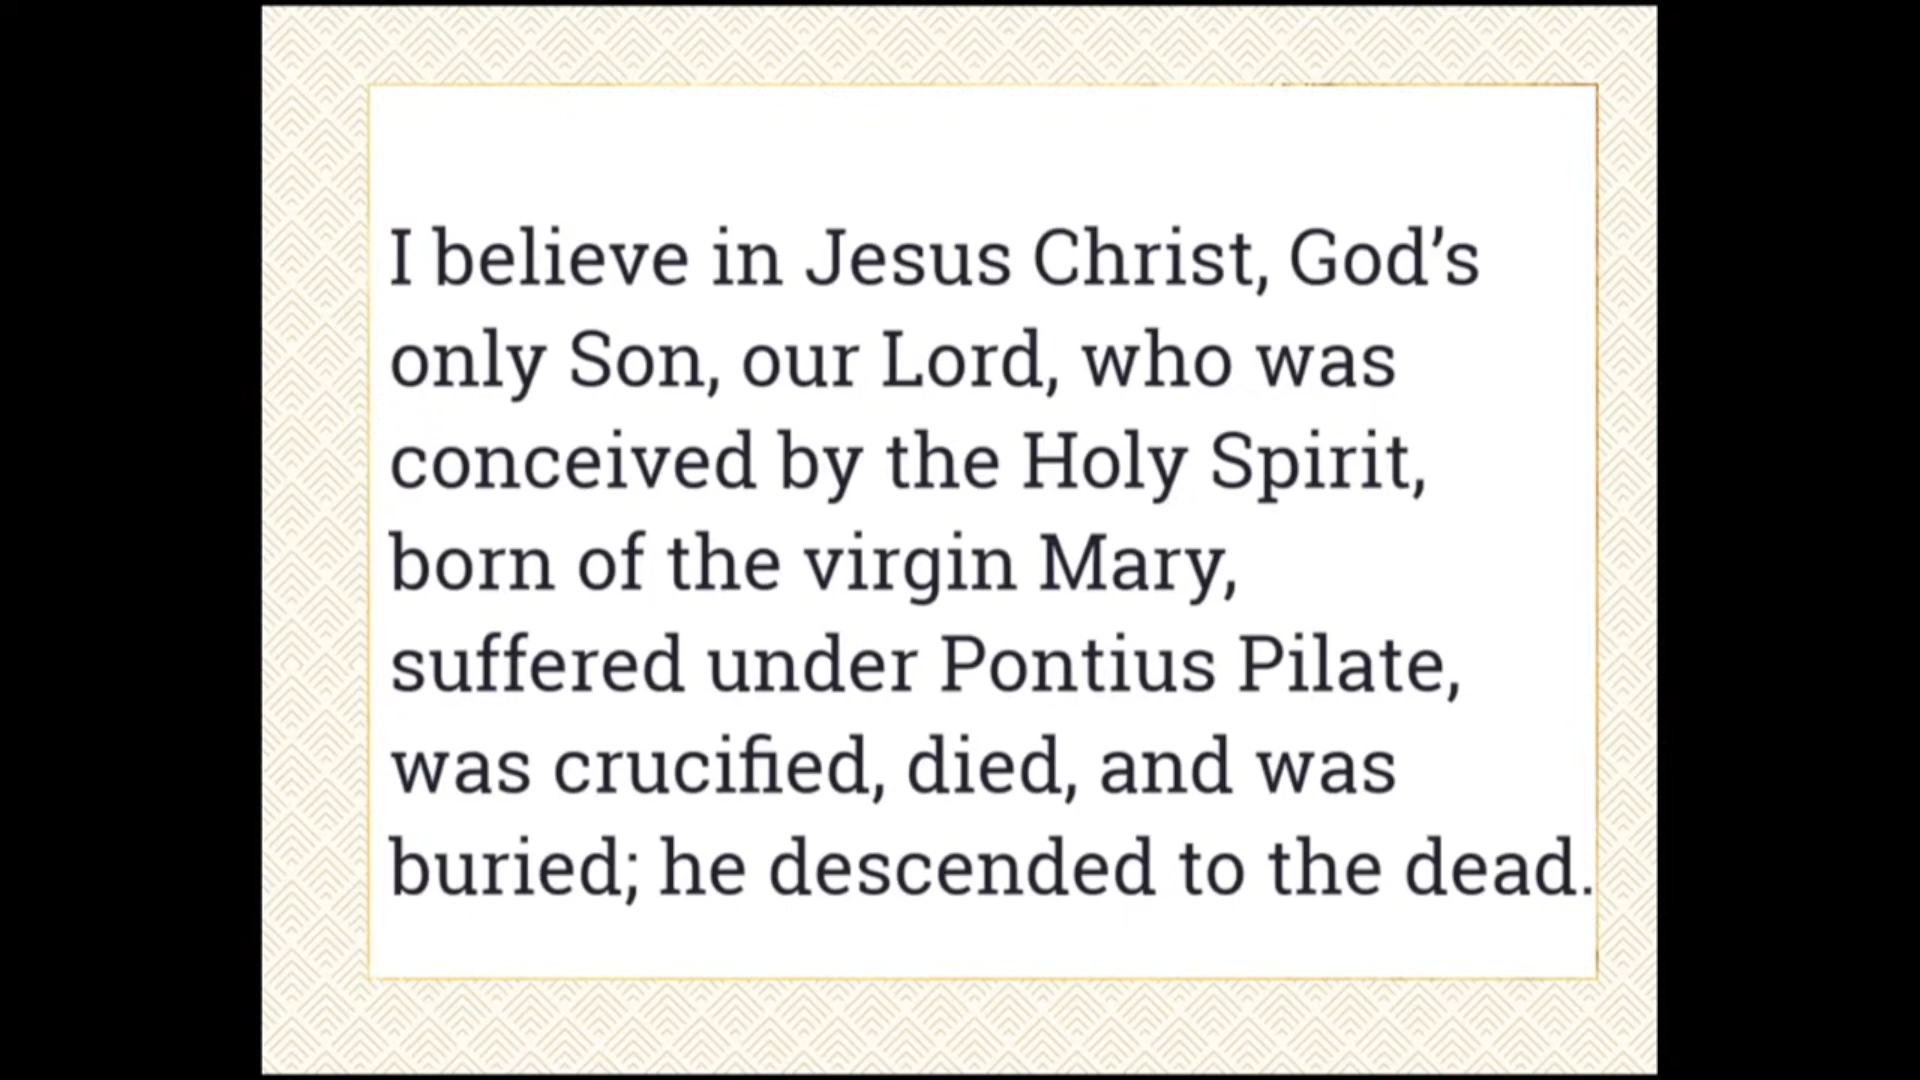 I believe in Jesus Christ, God’s
only Son, our Lord, who was
conceived by the Holy Spirit,
born of the virgin Mary,
suffered under Pontius Pilate,
was crucified, died, and was
buried; he descended to the dead.